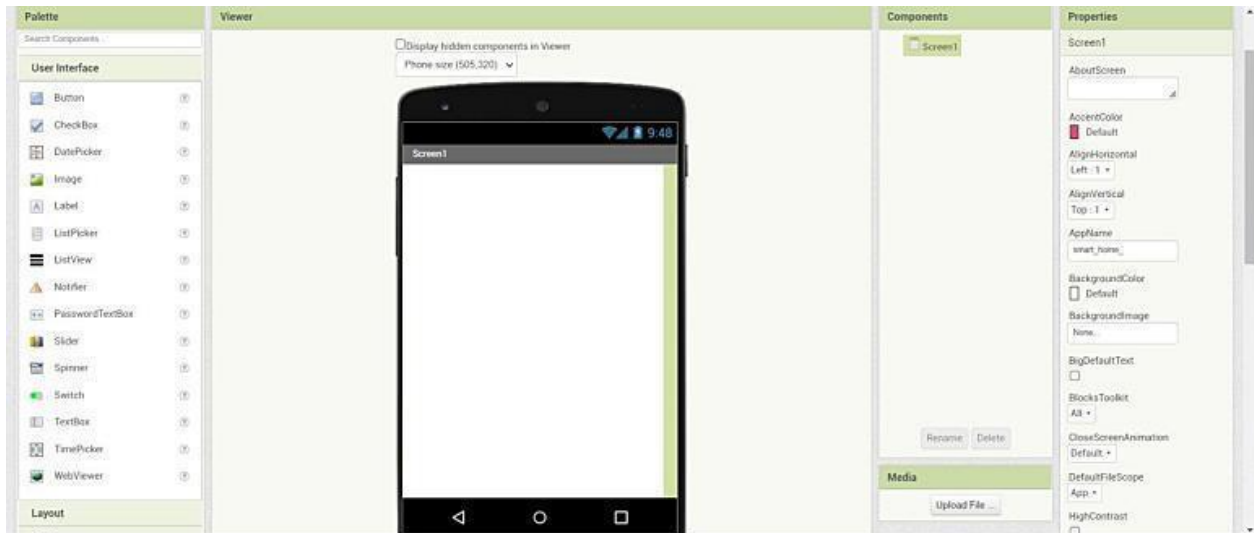 Palette
Search Components...
User Interface
Button
CheckBox
DatePicker
Image
Label
ListPicker
ListView
Notifier
PasswordTextBox
Slider
Spinner
Switch
TextBox
TimePicker
WebViewer
Layout
Viewer
Display hidden components in Viewer
Phone size (505,320)
9:48
Screen1
Components
Screen1
Rename Delete
Media
Upload File ...
Properties
Screen1
AboutScreen
AccentColor
Default
AlignHorizontal
Left : 1
AlignVertical
Top : 1
AppName
smart_home_
BackgroundColor
Default
BackgroundImage
None...
BigDefaultText
BlocksToolkit
All
CloseScreenAnimation
Default
DefaultFileScope
App
HighContrast